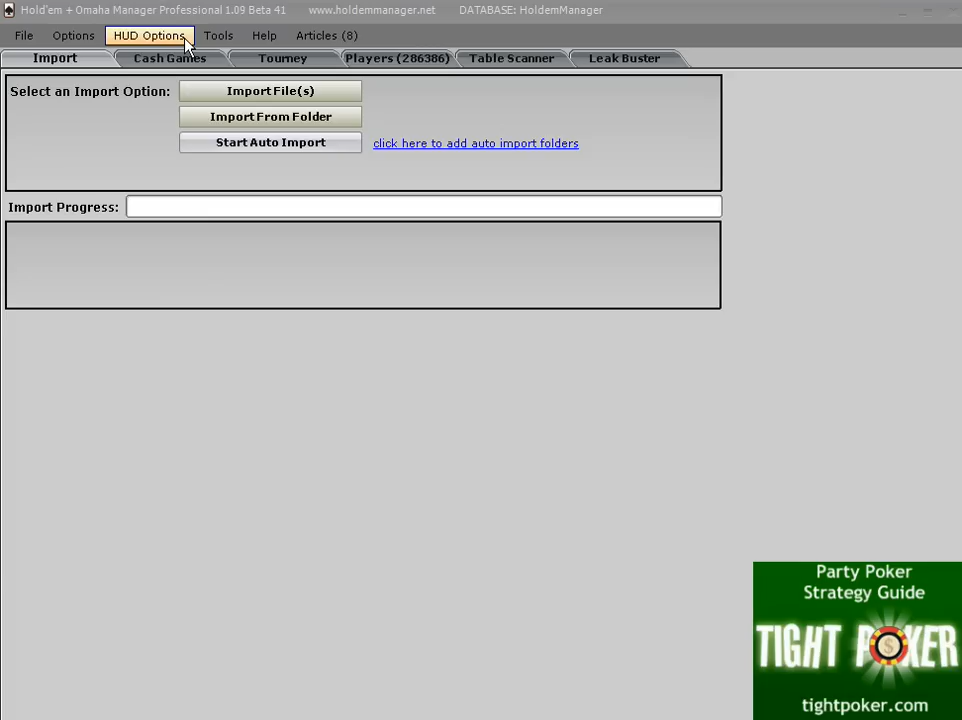 Hold'em + Omaha Manager Professional 1.09 Beta 41 www.holdemmanager.net DATABASE: HoldemManager
File Options HUD Options Tools Help Articles (8)
Import Cash Games Tourney Players (286386) Table Scanner Leak Buster
Select an Import Option: Import File(s)
Import From Folder
Start Auto Import click here to add auto import folders
Import Progress:
Party Poker
Strategy Guide
TIGHT POKER
tightpoker.com